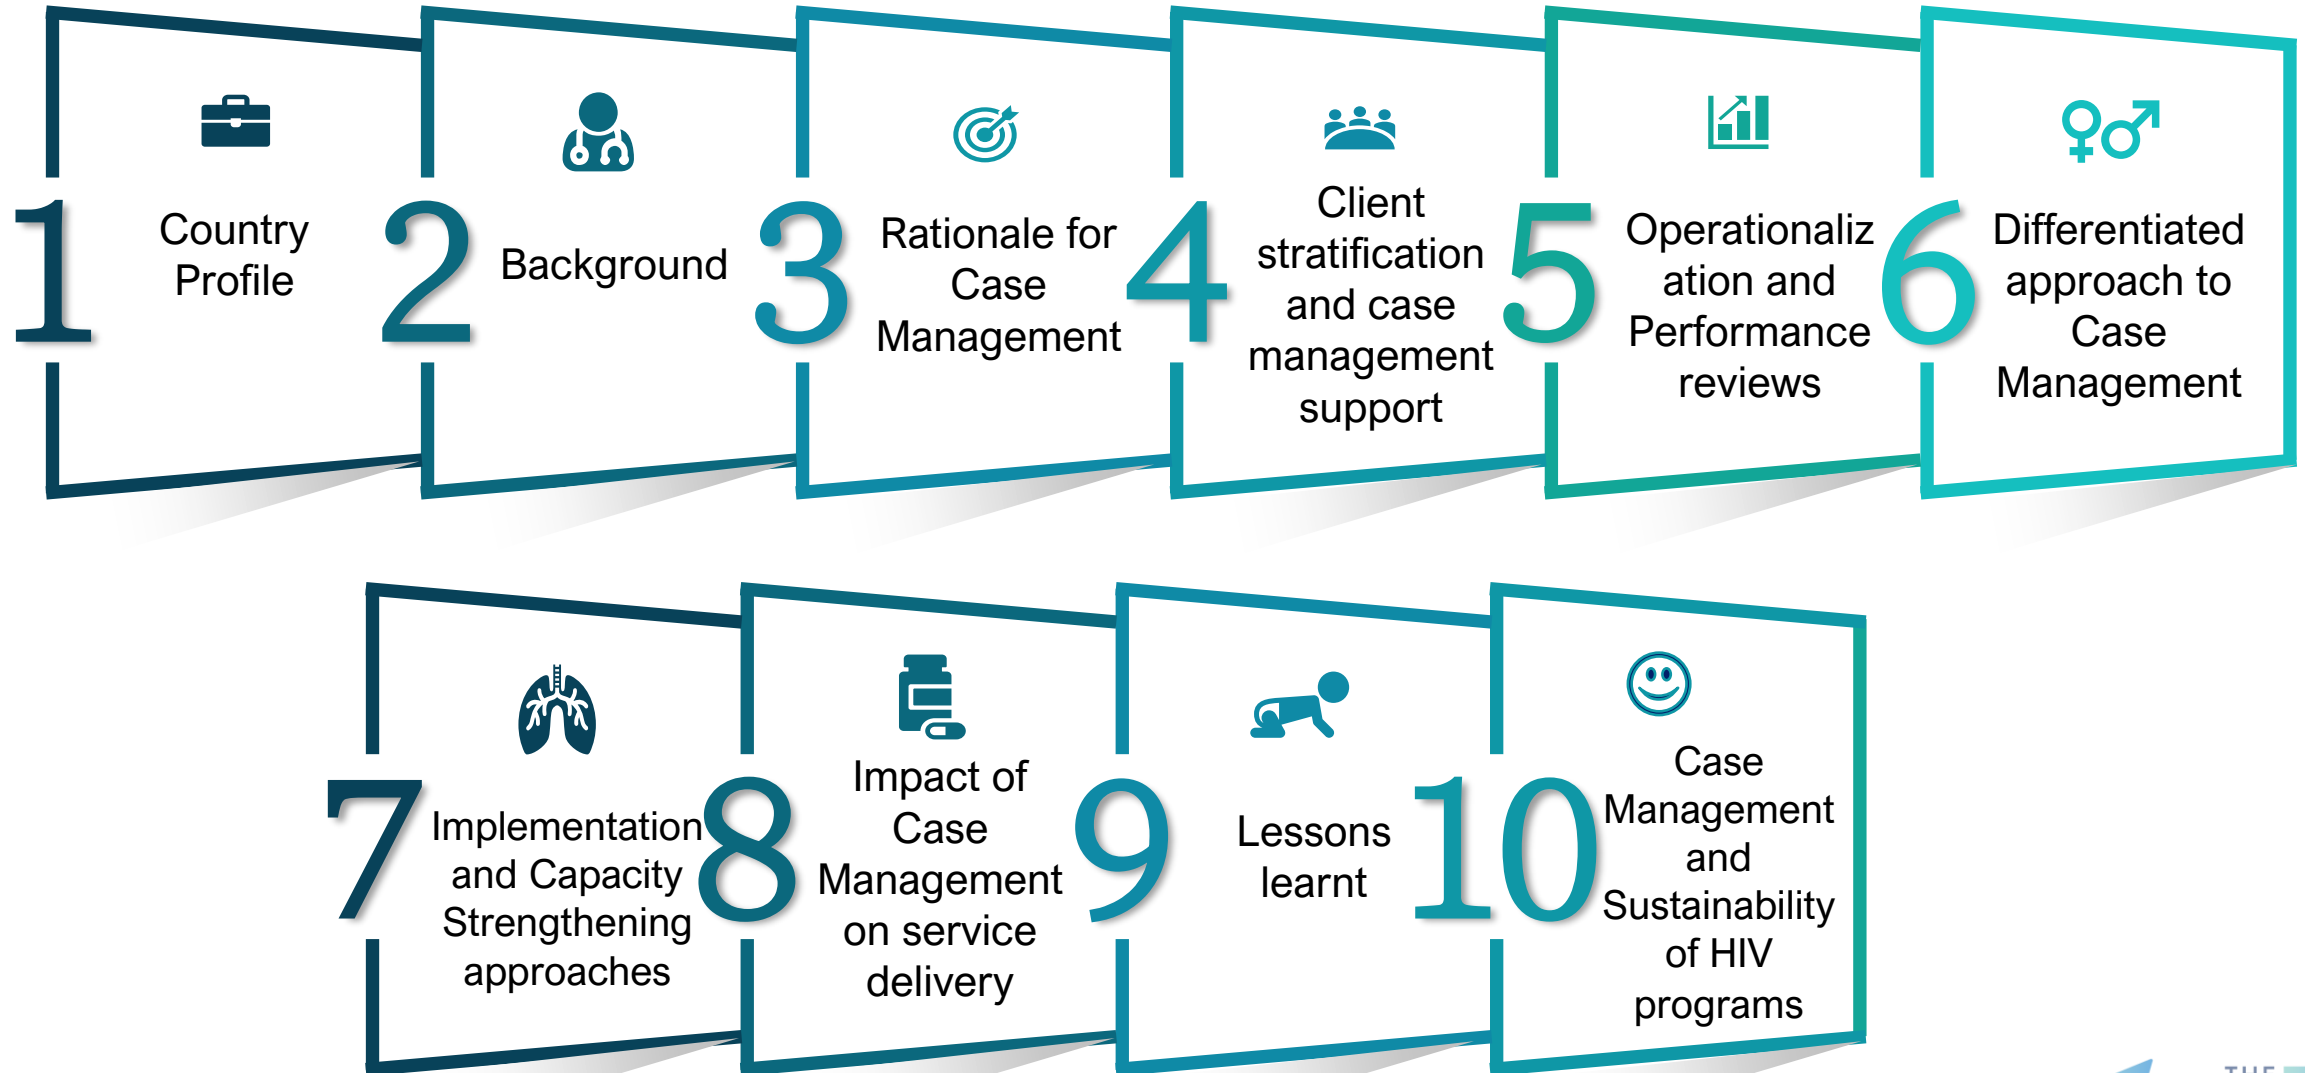 1
Country
Profile
2
Background
3
Rationale for
Case
Management
4
Client
stratification
and case
management
support
5
Operationaliz
ation and
Performance
reviews
6
Differentiated
approach to
Case
Management
7
Implementation
and Capacity
Strengthening
approaches
8
Impact of
Case
Management
on service
delivery
9
Lessons
learnt
10
Case
Management
and
Sustainability
of HIV
programs
THE